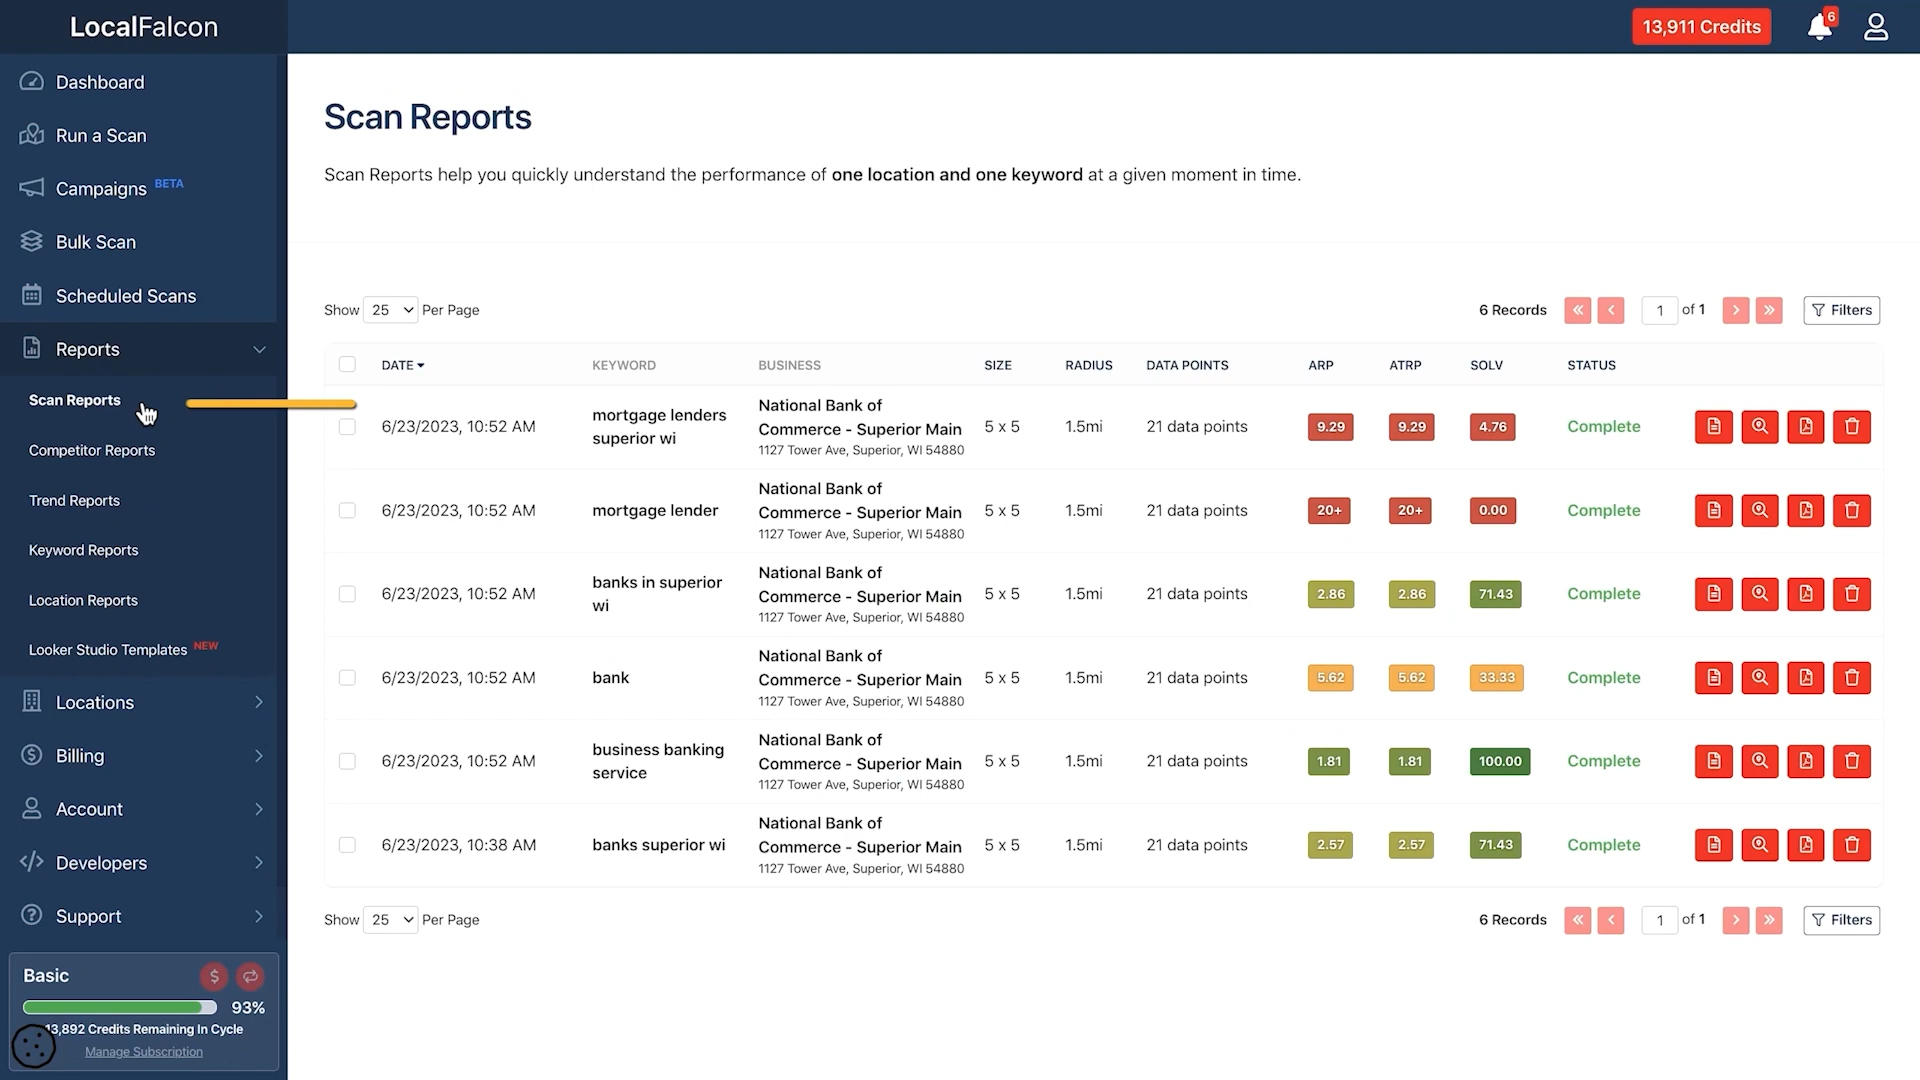 LocalFalcon
13,911 Credits
6
Dashboard
Run a Scan
Campaigns BETA
Bulk Scan
Scheduled Scans
Reports
Scan Reports
Competitor Reports
Trend Reports
Keyword Reports
Location Reports
Looker Studio Templates NEW
Locations
Billing
Account
Developers
Support
Basic
93%
13,892 Credits Remaining In Cycle
Manage Subscription
Scan Reports
Scan Reports help you quickly understand the performance of one location and one keyword at a given moment in time.
Show 25 Per Page
6 Records « ‹ 1 of 1 › » Filters
DATE KEYWORD BUSINESS SIZE RADIUS DATA POINTS ARP ATRP SOLV STATUS
6/23/2023, 10:52 AM
mortgage lenders
superior wi
National Bank of
Commerce - Superior Main
1127 Tower Ave, Superior, WI 54880
5 x 5 1.5mi 21 data points 9.29 9.29 4.76 Complete
6/23/2023, 10:52 AM
mortgage lender
National Bank of
Commerce - Superior Main
1127 Tower Ave, Superior, WI 54880
5 x 5 1.5mi 21 data points 20+ 20+ 0.00 Complete
6/23/2023, 10:52 AM
banks in superior
wi
National Bank of
Commerce - Superior Main
1127 Tower Ave, Superior, WI 54880
5 x 5 1.5mi 21 data points 2.86 2.86 71.43 Complete
6/23/2023, 10:52 AM
bank
National Bank of
Commerce - Superior Main
1127 Tower Ave, Superior, WI 54880
5 x 5 1.5mi 21 data points 5.62 5.62 33.33 Complete
6/23/2023, 10:52 AM
business banking
service
National Bank of
Commerce - Superior Main
1127 Tower Ave, Superior, WI 54880
5 x 5 1.5mi 21 data points 1.81 1.81 100.00 Complete
6/23/2023, 10:38 AM
banks superior wi
National Bank of
Commerce - Superior Main
1127 Tower Ave, Superior, WI 54880
5 x 5 1.5mi 21 data points 2.57 2.57 71.43 Complete
Show 25 Per Page
6 Records « ‹ 1 of 1 › » Filters